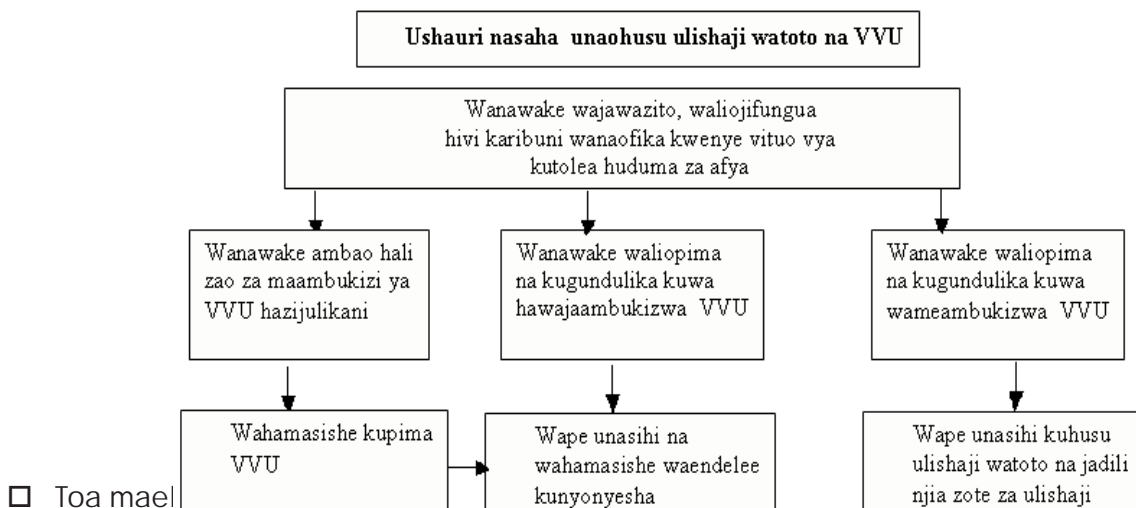 Ushauri nasaha unaohusu ulishaji watoto na VVU
Wanawake wajawazito, waliojifungua
hivi karibuni wanaofika kwenye vituo vya
kutolea huduma za afya
Wanawake ambao hali
zao za maambukizi ya
VVU hazijulikani
Wanawake waliopima
na kugundulika kuwa
hawajaambukizwa VVU
Wanawake waliopima
na kugundulika kuwa
wameambukizwa VVU
Wahamasishe kupima
VVU
Wape unasihi na
wahamasishe waendelee
kunyonyesha
Wape unasihi kuhusu
ulishaji watoto na jadili
njia zote za ulishaji
Toa